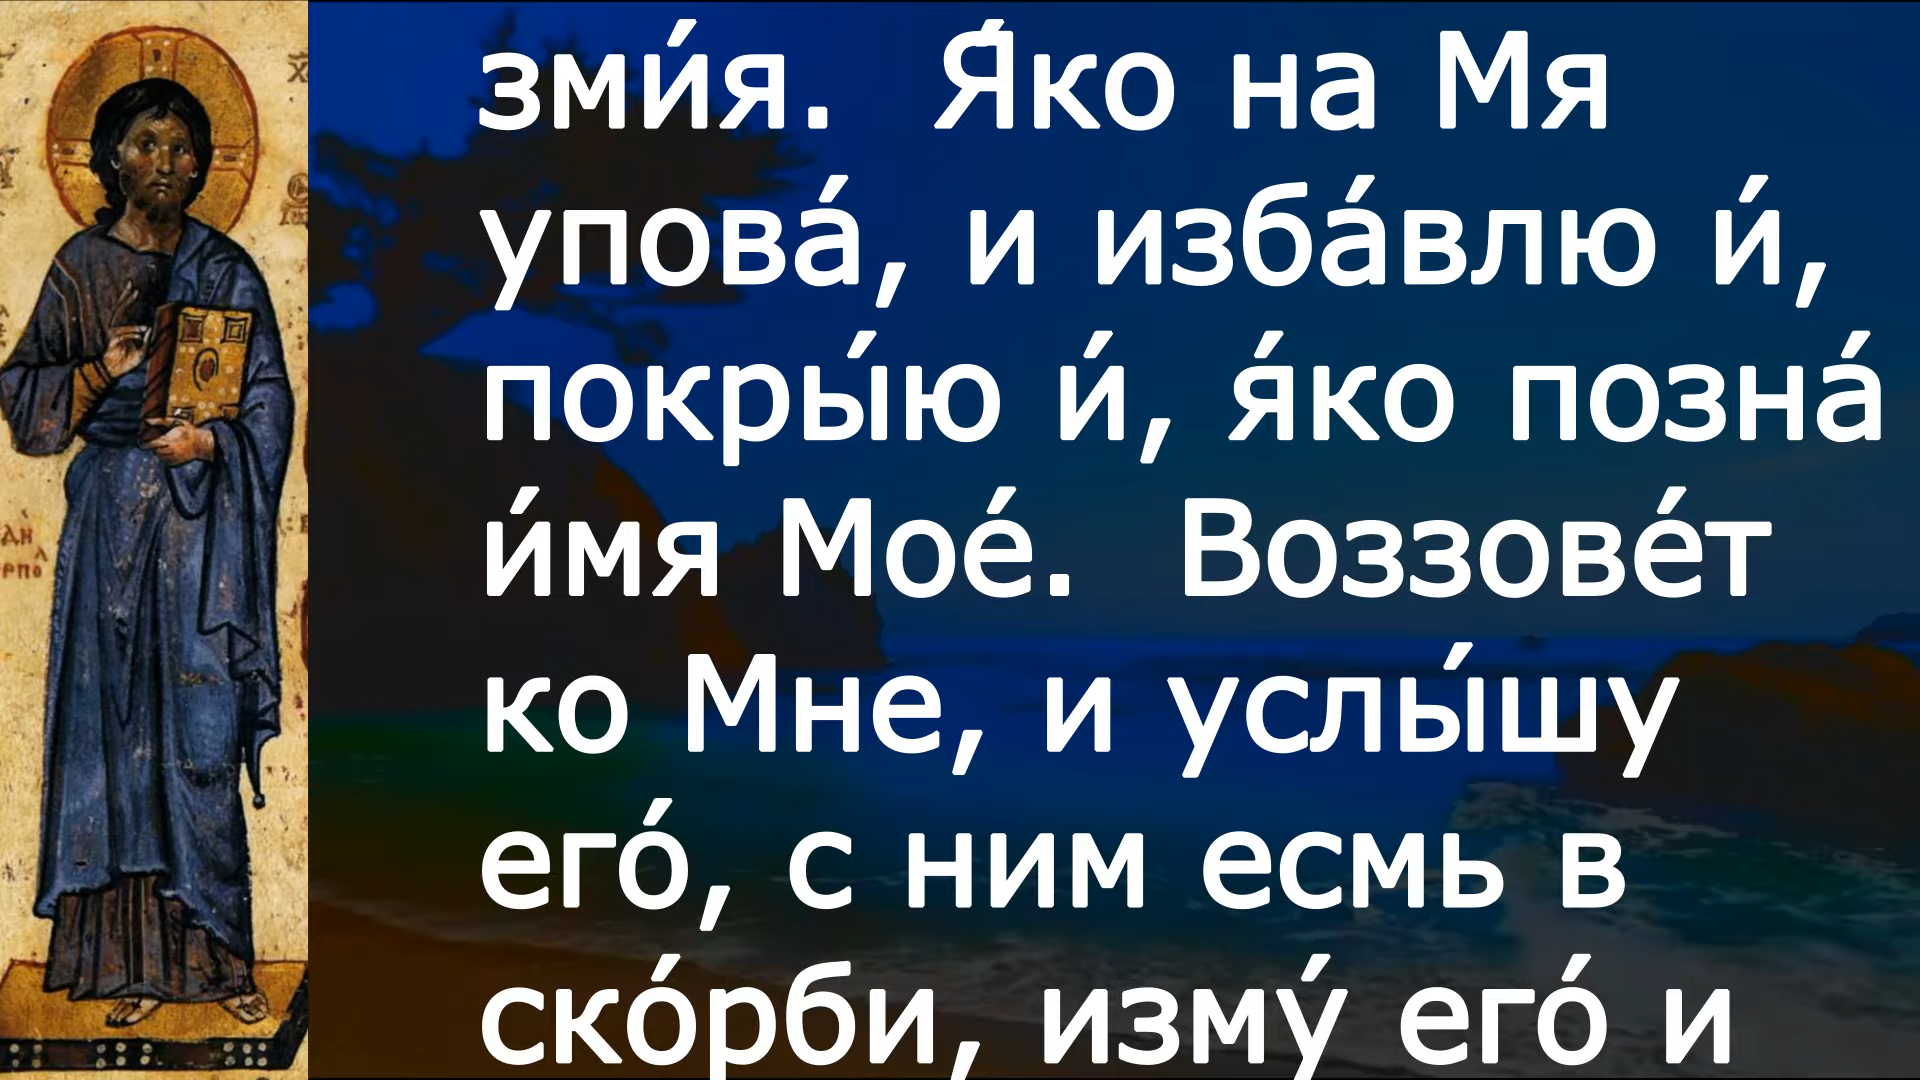 зми́я. Я́ко на Мя
упова́, и изба́влю и́,
покры́ю и́, я́ко позна́
и́мя Мое́. Воззове́т
ко Мне, и услы́шу
его́, с ним есмь в
ско́рби, изму́ его́ и